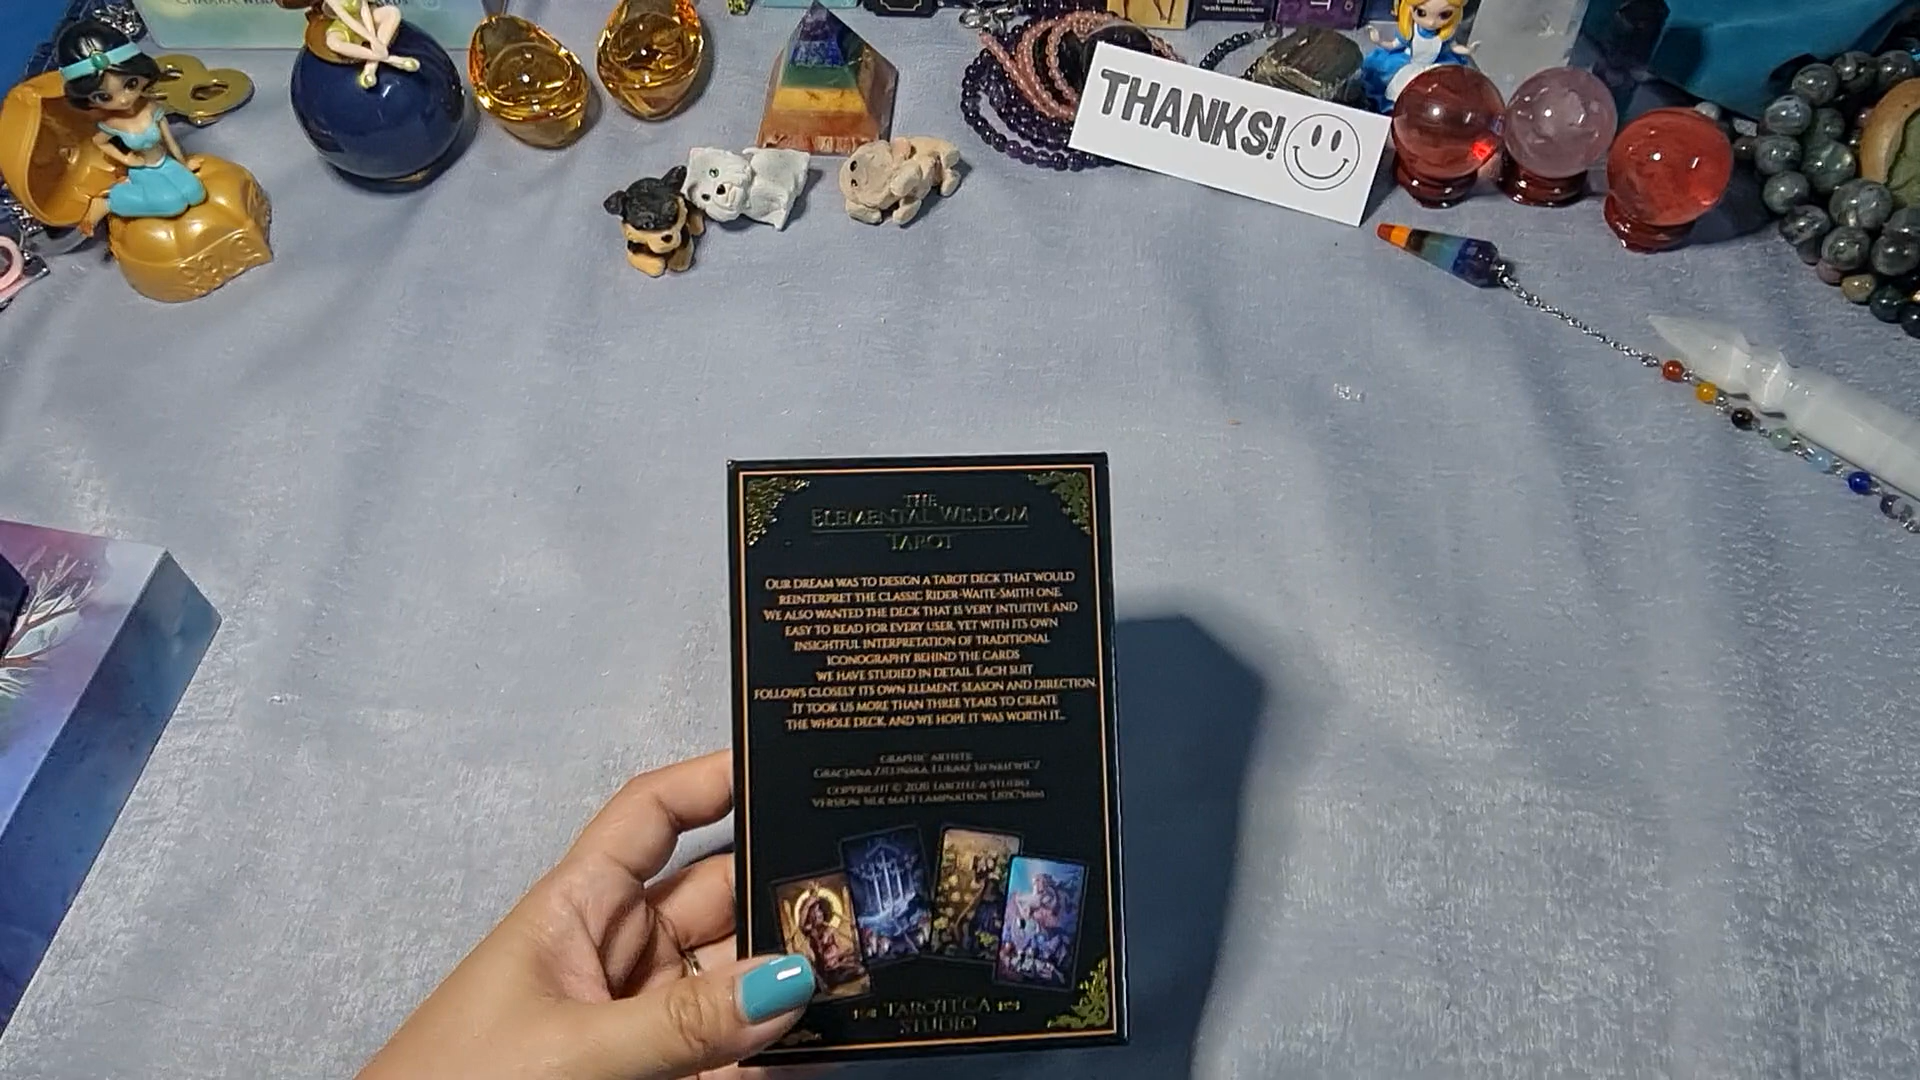 THANKS!
THE
ELEMENTAL WISDOM
TAROT
OUR DREAM WAS TO DESIGN A TAROT DECK THAT WOULD
REINTERPRET THE CLASSIC RIDER-WAITE-SMITH ONE.
WE ALSO WANTED THE DECK THAT IS VERY INTUITIVE AND
EASY TO READ FOR EVERY USER, YET WITH ITS OWN
INSIGHTFUL INTERPRETATION OF TRADITIONAL
ICONOGRAPHY BEHIND THE CARDS
WE HAVE STUDIED IN DETAIL. EACH SUIT
FOLLOWS CLOSELY ITS OWN ELEMENT, SEASON AND DIRECTION.
IT TOOK US MORE THAN THREE YEARS TO CREATE
THE WHOLE DECK, AND WE HOPE IT WAS WORTH IT...
GRAPHIC ARTISTS
GRACJANA ZIELINSKA, LUKASZ SIENKIEWICZ
COPYRIGHT © 2020 TAROTECA-STUDIO
VERSION: SILK MATT LAMINATION
TAROTECA
STUDIO